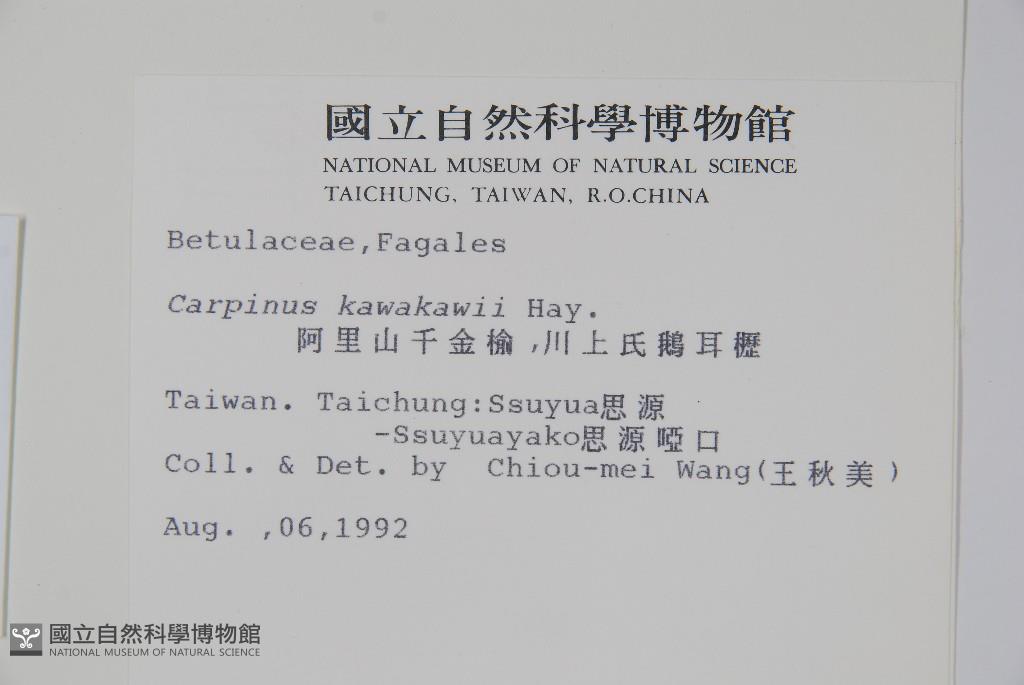 國立自然科學博物館
NATIONAL MUSEUM OF NATURAL SCIENCE
TAICHUNG, TAIWAN, R.O.CHINA
Betulaceae,Fagales
Carpinus kawakawii Hay.
阿里山千金榆,川上氏鵝耳櫪
Taiwan. Taichung:Ssuyua思源
-Ssuyuayako思源啞口
Coll. & Det. by Chiou-mei Wang(王秋美)
Aug. ,06,1992
國立自然科學博物館
NATIONAL MUSEUM OF NATURAL SCIENCE